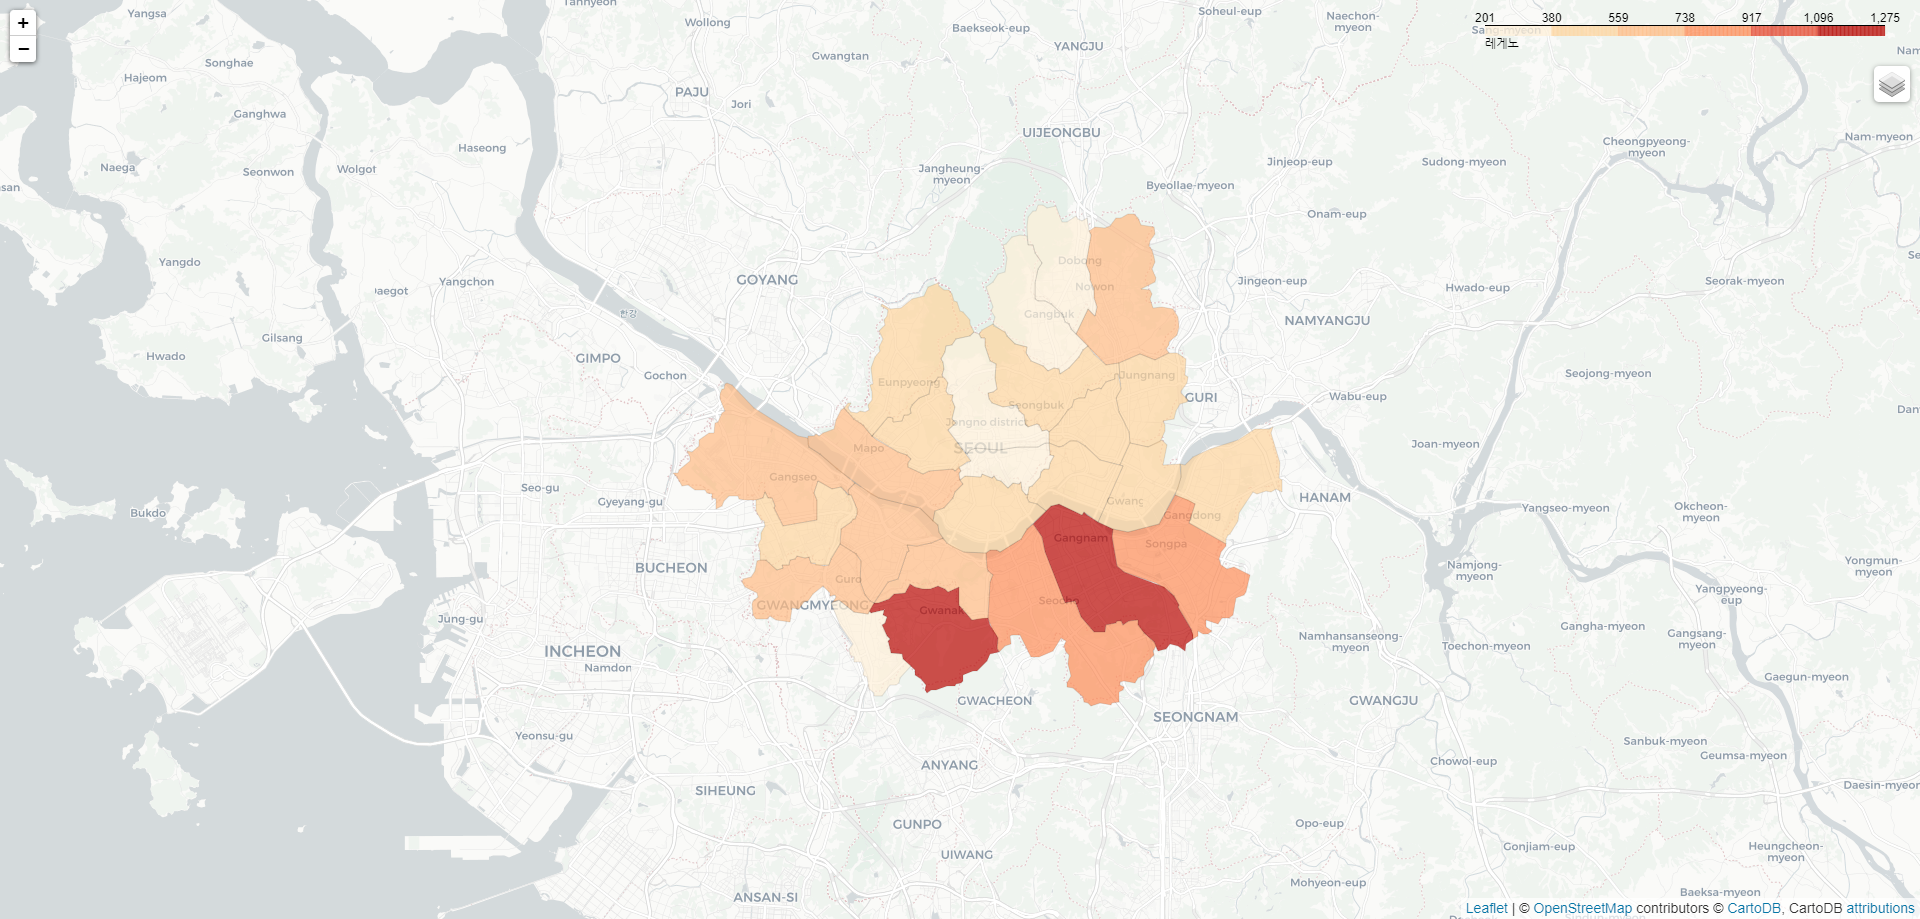 +
−
Yangsa
Tannyeon
Wollong
Baekseok-eup
Soheul-eup
Naechon-
myeon
201 380 559 738 917 1,096 1,275
Sang-myeon
레게노
YANGJU
Gwangtan
Songhae
Hajeom
Ganghwa
PAJU
Jori
UIJEONGBU
Cheongpyeong-
myeon
Nam-myeon
Haseong
Naega
Seonwon
Wolgot
Jangheung-
myeon
Jinjeop-eup
Sudong-myeon
Byeollae-myeon
Onam-eup
Yangdo
Yangchon
GOYANG
Dobong
Nowon
Jingeon-eup
Hwado-eup
Seorak-myeon
한강
Gangbuk
NAMYANGJU
Gilsang
Hwado
GIMPO
Gochon
Eunpyeong
Jungnang
Seojong-myeon
GURI
Wabu-eup
Seongbuk
Jongno district
SEOUL
Mapo
Joan-myeon
Gangseo
Seo-gu
Gyeyang-gu
HANAM
Bukdo
Gwang
Gangdong
Yangseo-myeon
Okcheon-
myeon
Gangnam
Songpa
BUCHEON
Guro
Namjong-
myeon
Yongmun-
myeon
Yangpyeong-
eup
GWANGMYEONG
Gwanak
Seocho
Jung-gu
INCHEON
Namdon
Namhansanseong-
myeon
Toechon-myeon
Gangha-myeon
Gangsang-
myeon
Gaegun-myeon
GWACHEON
GWANGJU
SEONGNAM
Yeonsu-gu
ANYANG
Sanbuk-myeon
Geumsa-myeon
Chowol-eup
SIHEUNG
Daesin-myeon
GUNPO
Opo-eup
UIWANG
Gonjiam-eup
Heungcheon-
myeon
Mohyeon-eup
ANSAN-SI
Baeksa-myeon
Leaflet | © OpenStreetMap contributors © CartoDB, CartoDB attributions